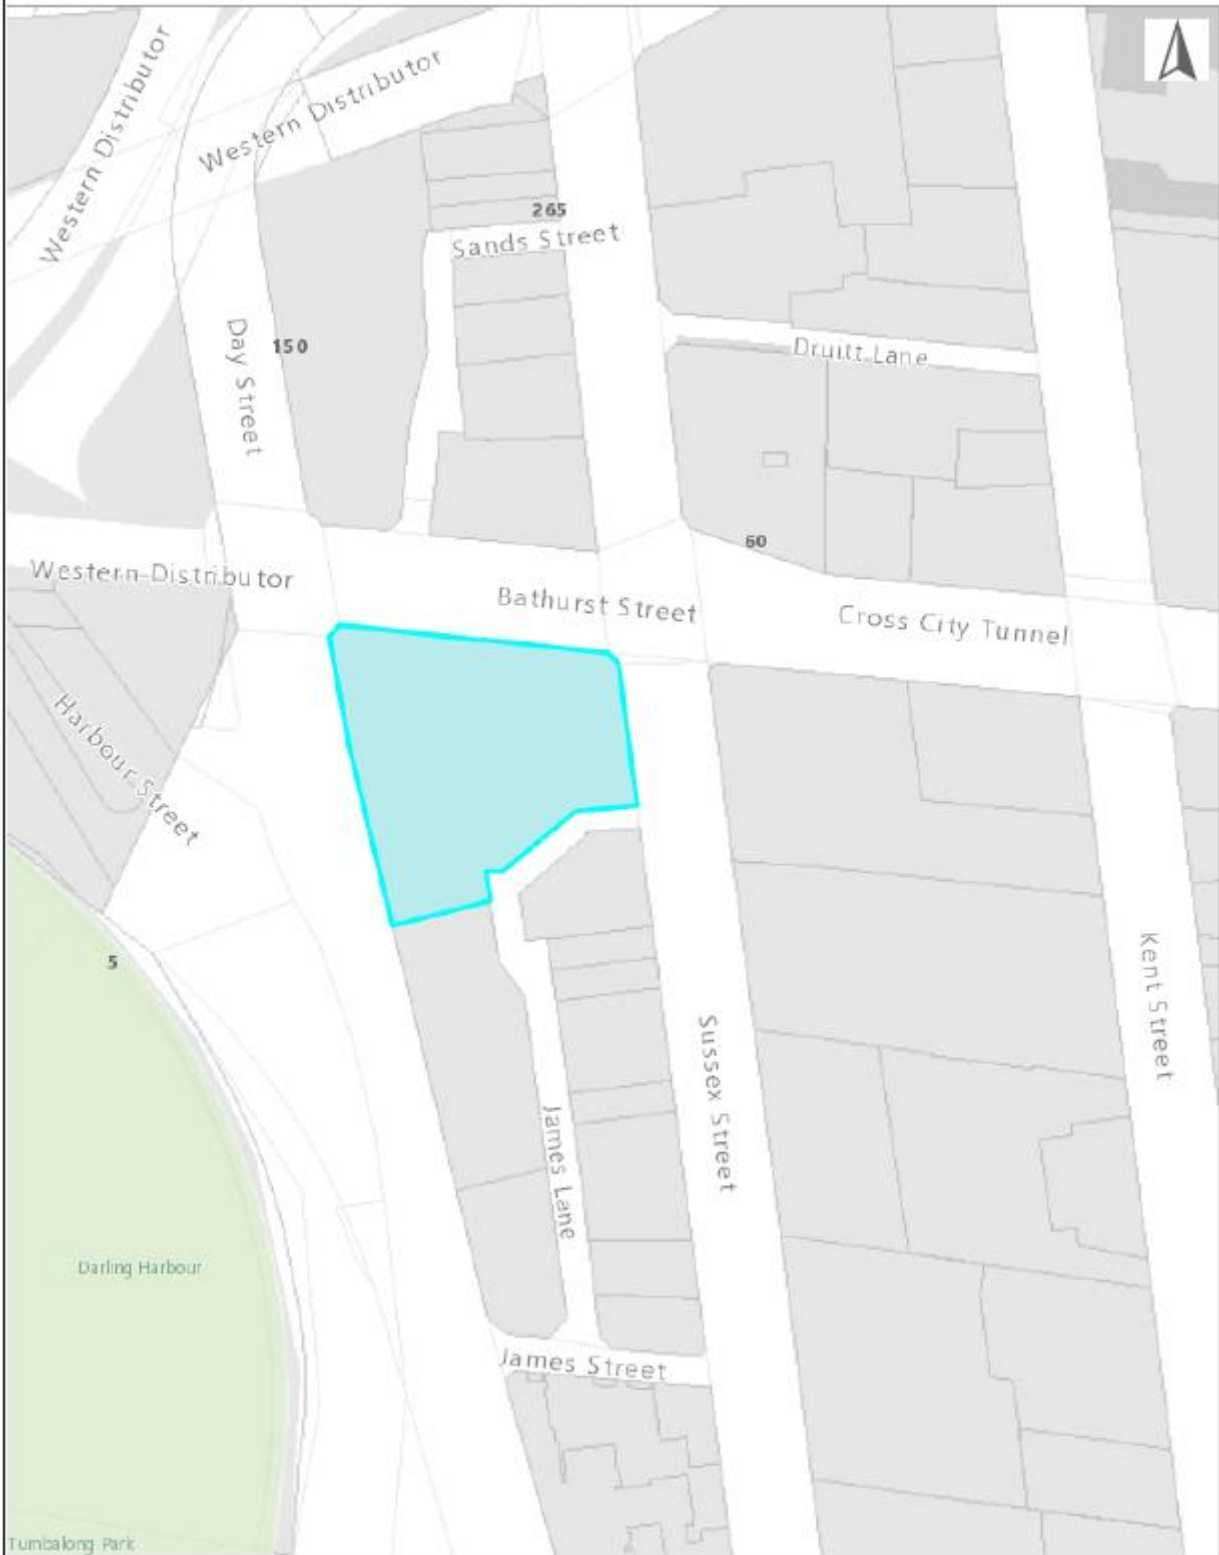 Western Distributor
Western Distributor
265
Sands Street
Day Street
150
Druitt Lane
60
Western Distributor
Bathurst Street
Cross City Tunnel
Harbour Street
5
Kent Street
Sussex Street
James Lane
Darling Harbour
James Street
Tumbalong Park